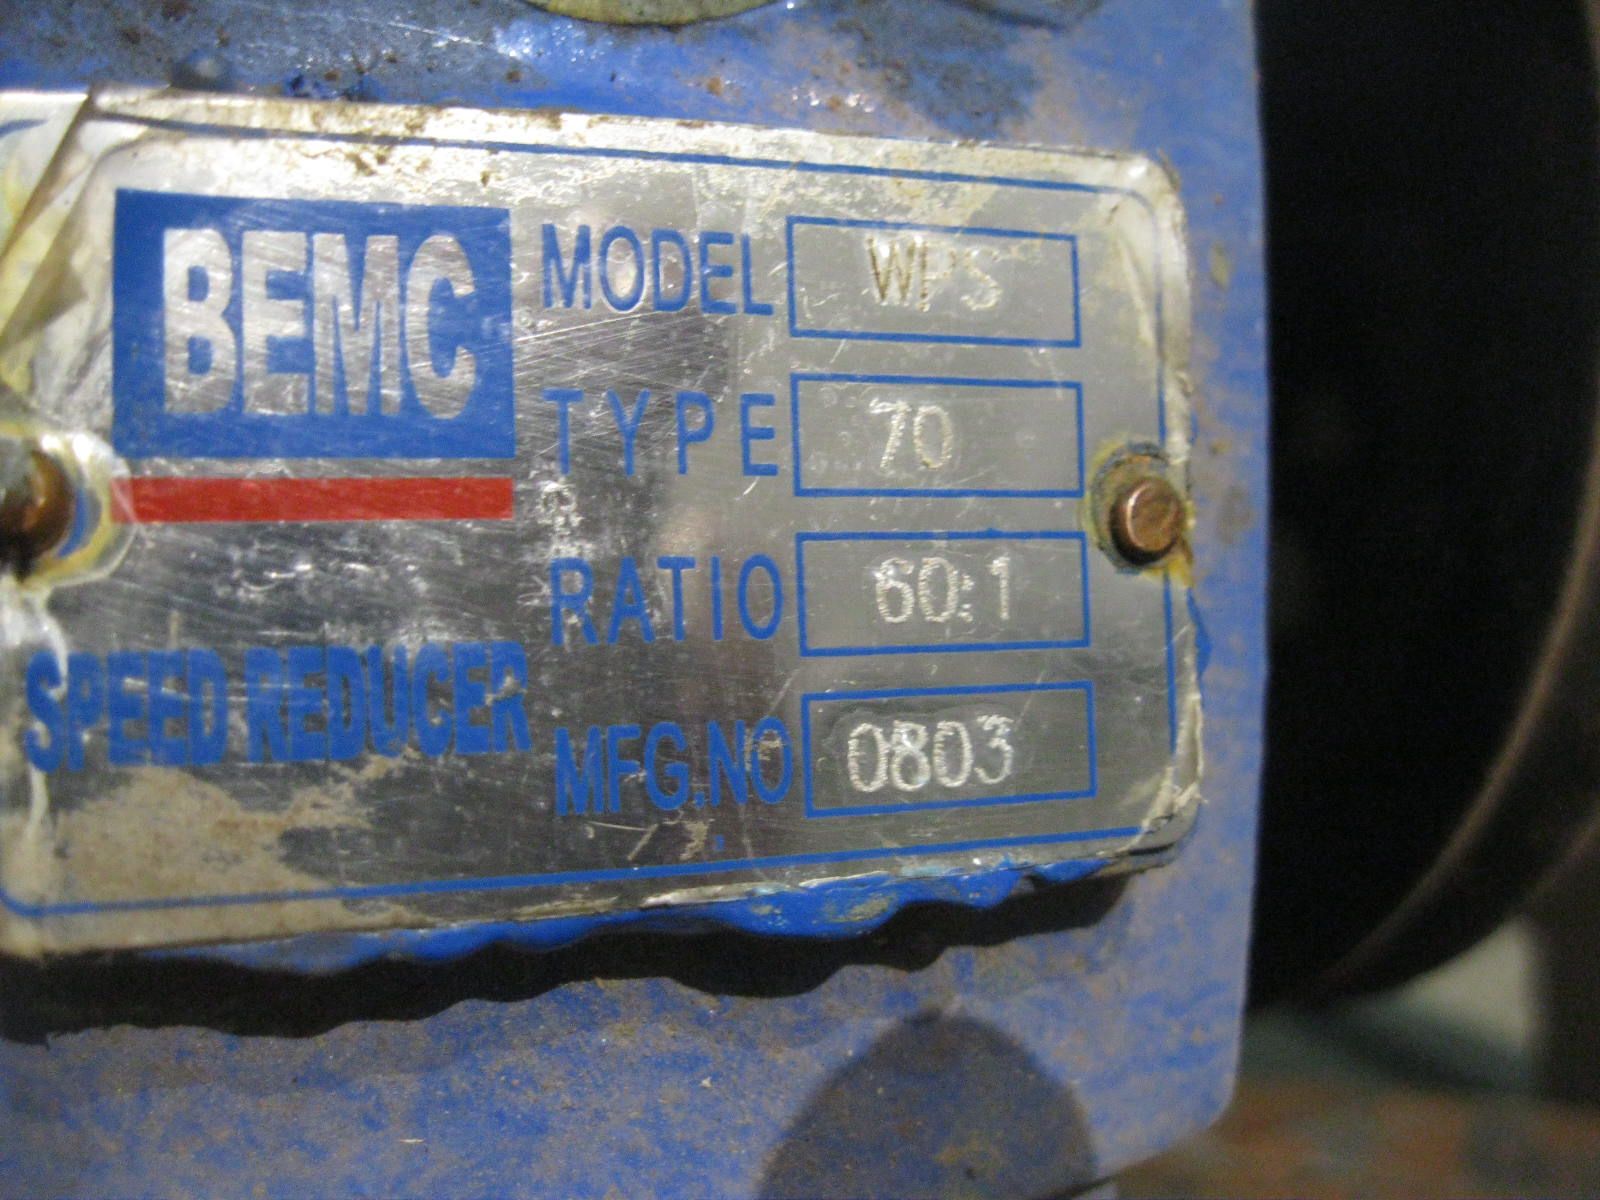 BEMC
SPEED REDUCER
MODEL WPS
TYPE 70
RATIO 60:1
MFG.NO 0803